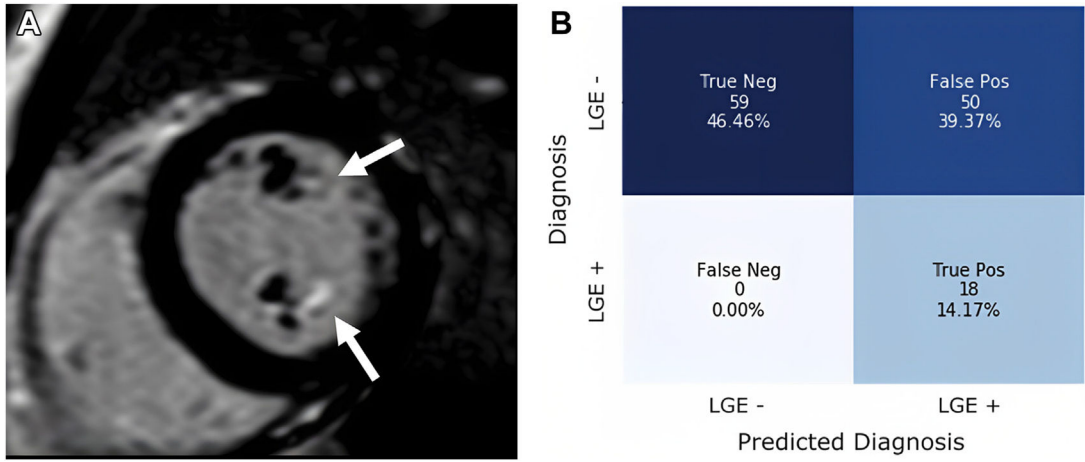 A
B
True Neg
59
46.46%
False Pos
50
39.37%
False Neg
0
0.00%
True Pos
18
14.17%
Diagnosis
LGE -
LGE +
LGE -
LGE +
Predicted Diagnosis